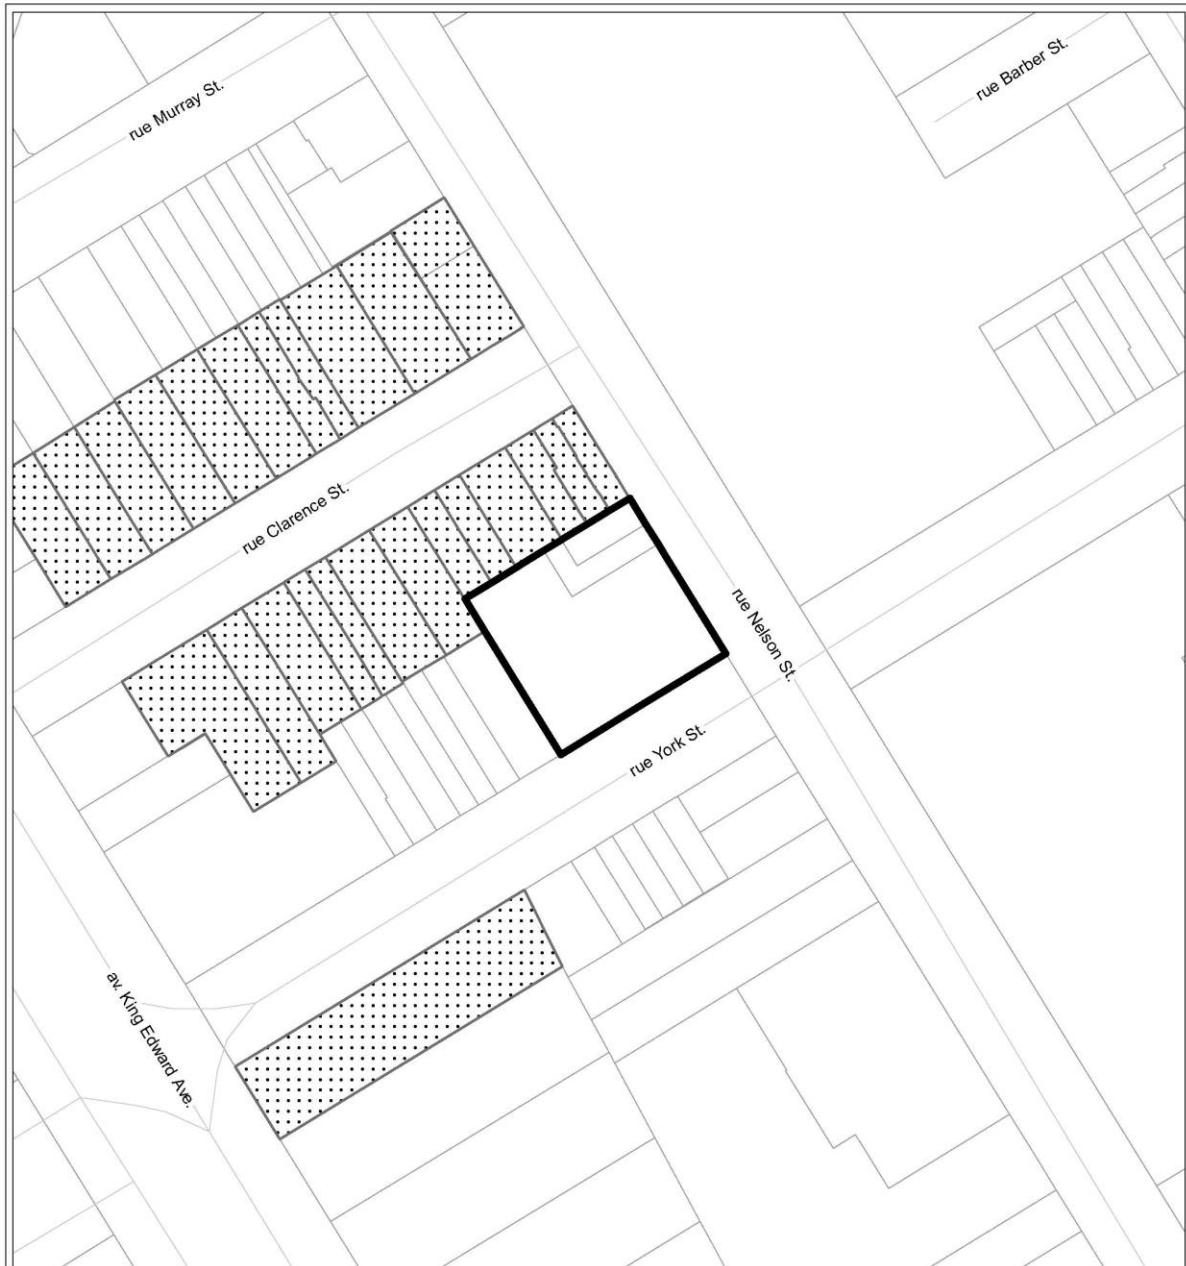 rue Murray St.
rue Barber St.
rue Clarence St.
rue Nelson St.
rue York St.
av. King Edward Ave.